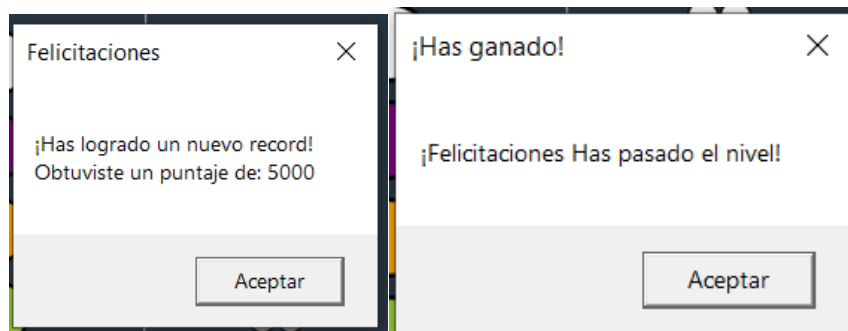 Felicitaciones
¡Has logrado un nuevo record!
Obtuviste un puntaje de: 5000
Aceptar
¡Has ganado!
¡Felicitaciones Has pasado el nivel!
Aceptar